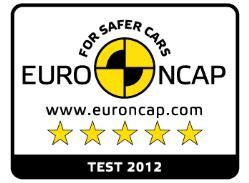 FOR SAFER CARS
EURO NCAP
www.euroncap.com
TEST 2012